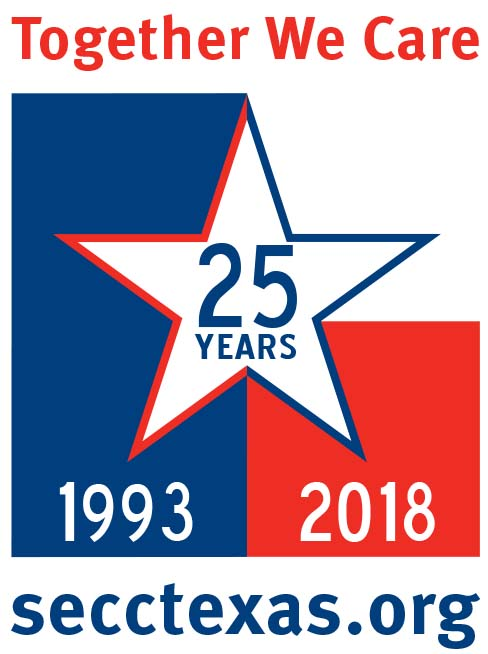 Together We Care
25
YEARS
1993 2018
secctexas.org